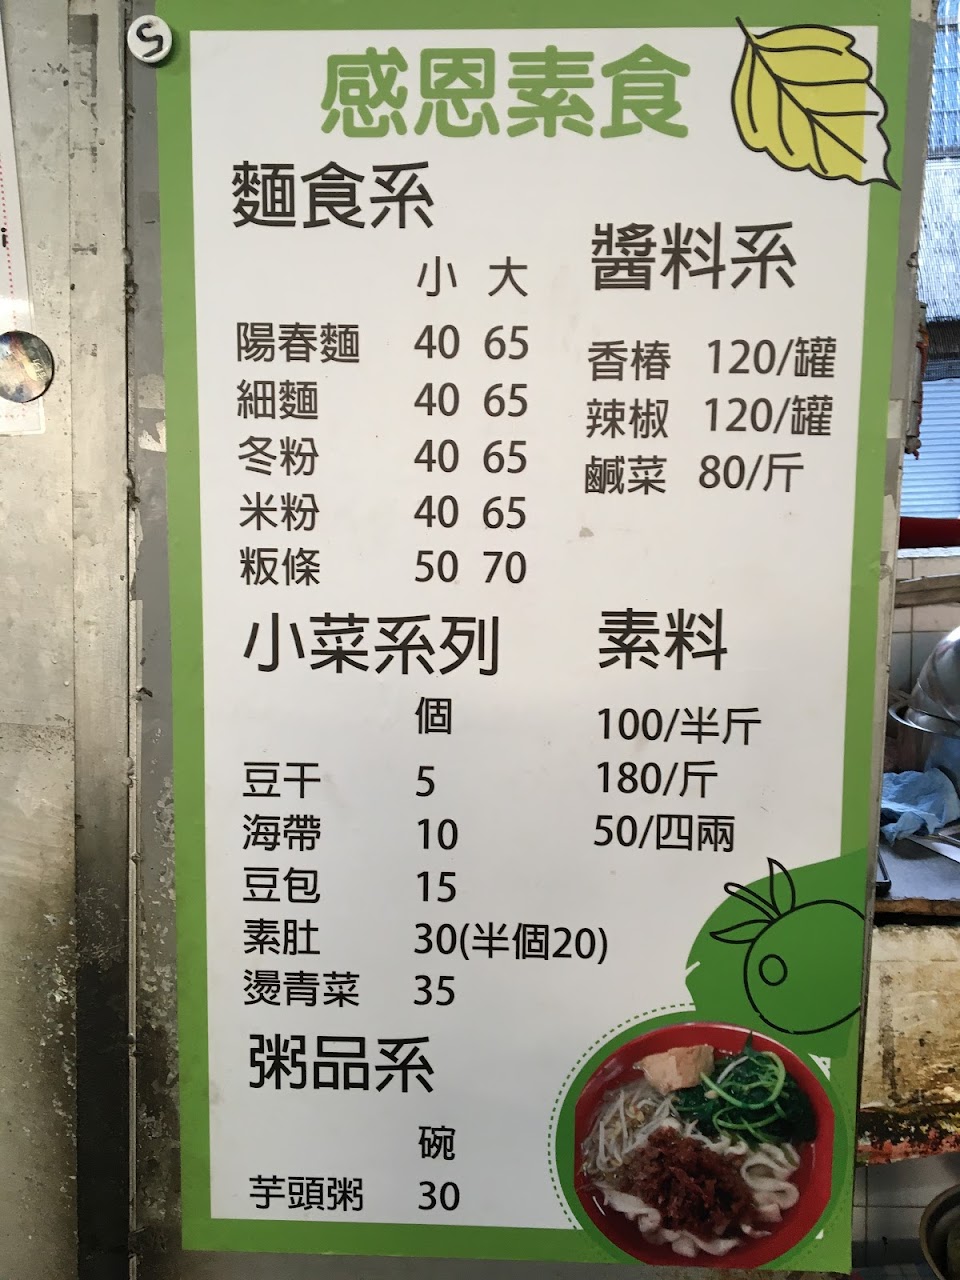 感恩素食
麵食系
小 大
陽春麵 40 65
細麵 40 65
冬粉 40 65
米粉 40 65
粄條 50 70
醬料系
香椿 120/罐
辣椒 120/罐
鹹菜 80/斤
小菜系列
個
豆干 5
海帶 10
豆包 15
素肚 30(半個20)
燙青菜 35
素料
100/半斤
180/斤
50/四兩
粥品系
碗
芋頭粥 30